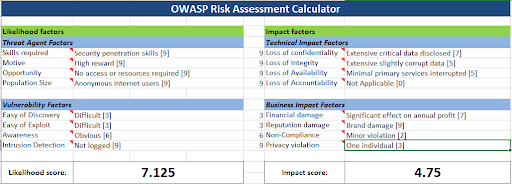 OWASP Risk Assessment Calculator
Likelihood factors Impact factors
Threat Agent Factors Technical Impact Factors
Skills required Security penetration skills [9] 9 Loss of confidentiality Extensive critical data disclosed [7]
Motive High reward [9] 9 Loss of Integrity Extensive slightly corrupt data [5]
Opportunity No access or resources required [9] 9 Loss of Availability Minimal primary services interrupted [5]
Population Size Anonymous Internet users [9] 9 Loss of Accountability Not Applicable [0]
Vulnerability Factors Business Impact Factors
Easy of Discovery Difficult [3] 3 Financial damage Significant effect on annual profit [7]
Easy of Exploit Difficult [3] 3 Reputation damage Brand damage [9]
Awareness Obvious [6] 6 Non-Compliance Minor violation [2]
Intrusion Detection Not logged [9] 9 Privacy violation One individual [3]
Likelihood score: 7.125 Impact score: 4.75